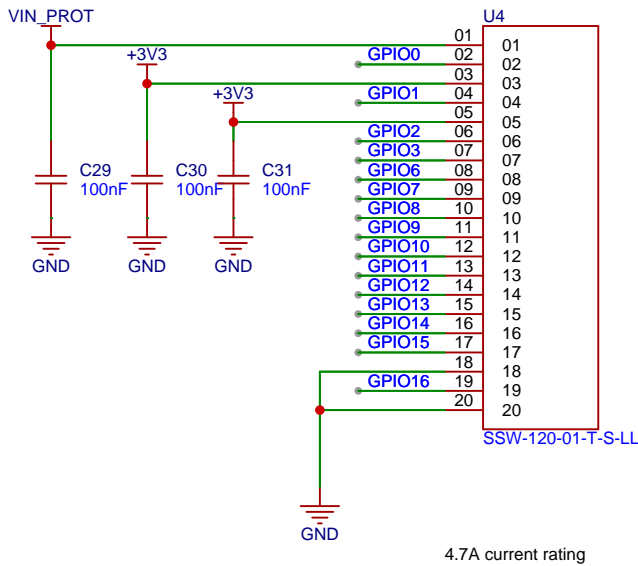 VIN_PROT
U4
+3V3
+3V3
01 01
GPIO0 02 02
03 03
GPIO1 04 04
05 05
GPIO2 06 06
GPIO3 07 07
GPIO6 08 08
GPIO7 09 09
GPIO8 10 10
GPIO9 11 11
GPIO10 12 12
GPIO11 13 13
GPIO12 14 14
GPIO13 15 15
GPIO14 16 16
GPIO15 17 17
18 18
GPIO16 19 19
20 20
C29
100nF
C30
100nF
C31
100nF
GND
GND
GND
SSW-120-01-T-S-LL
GND
4.7A current rating